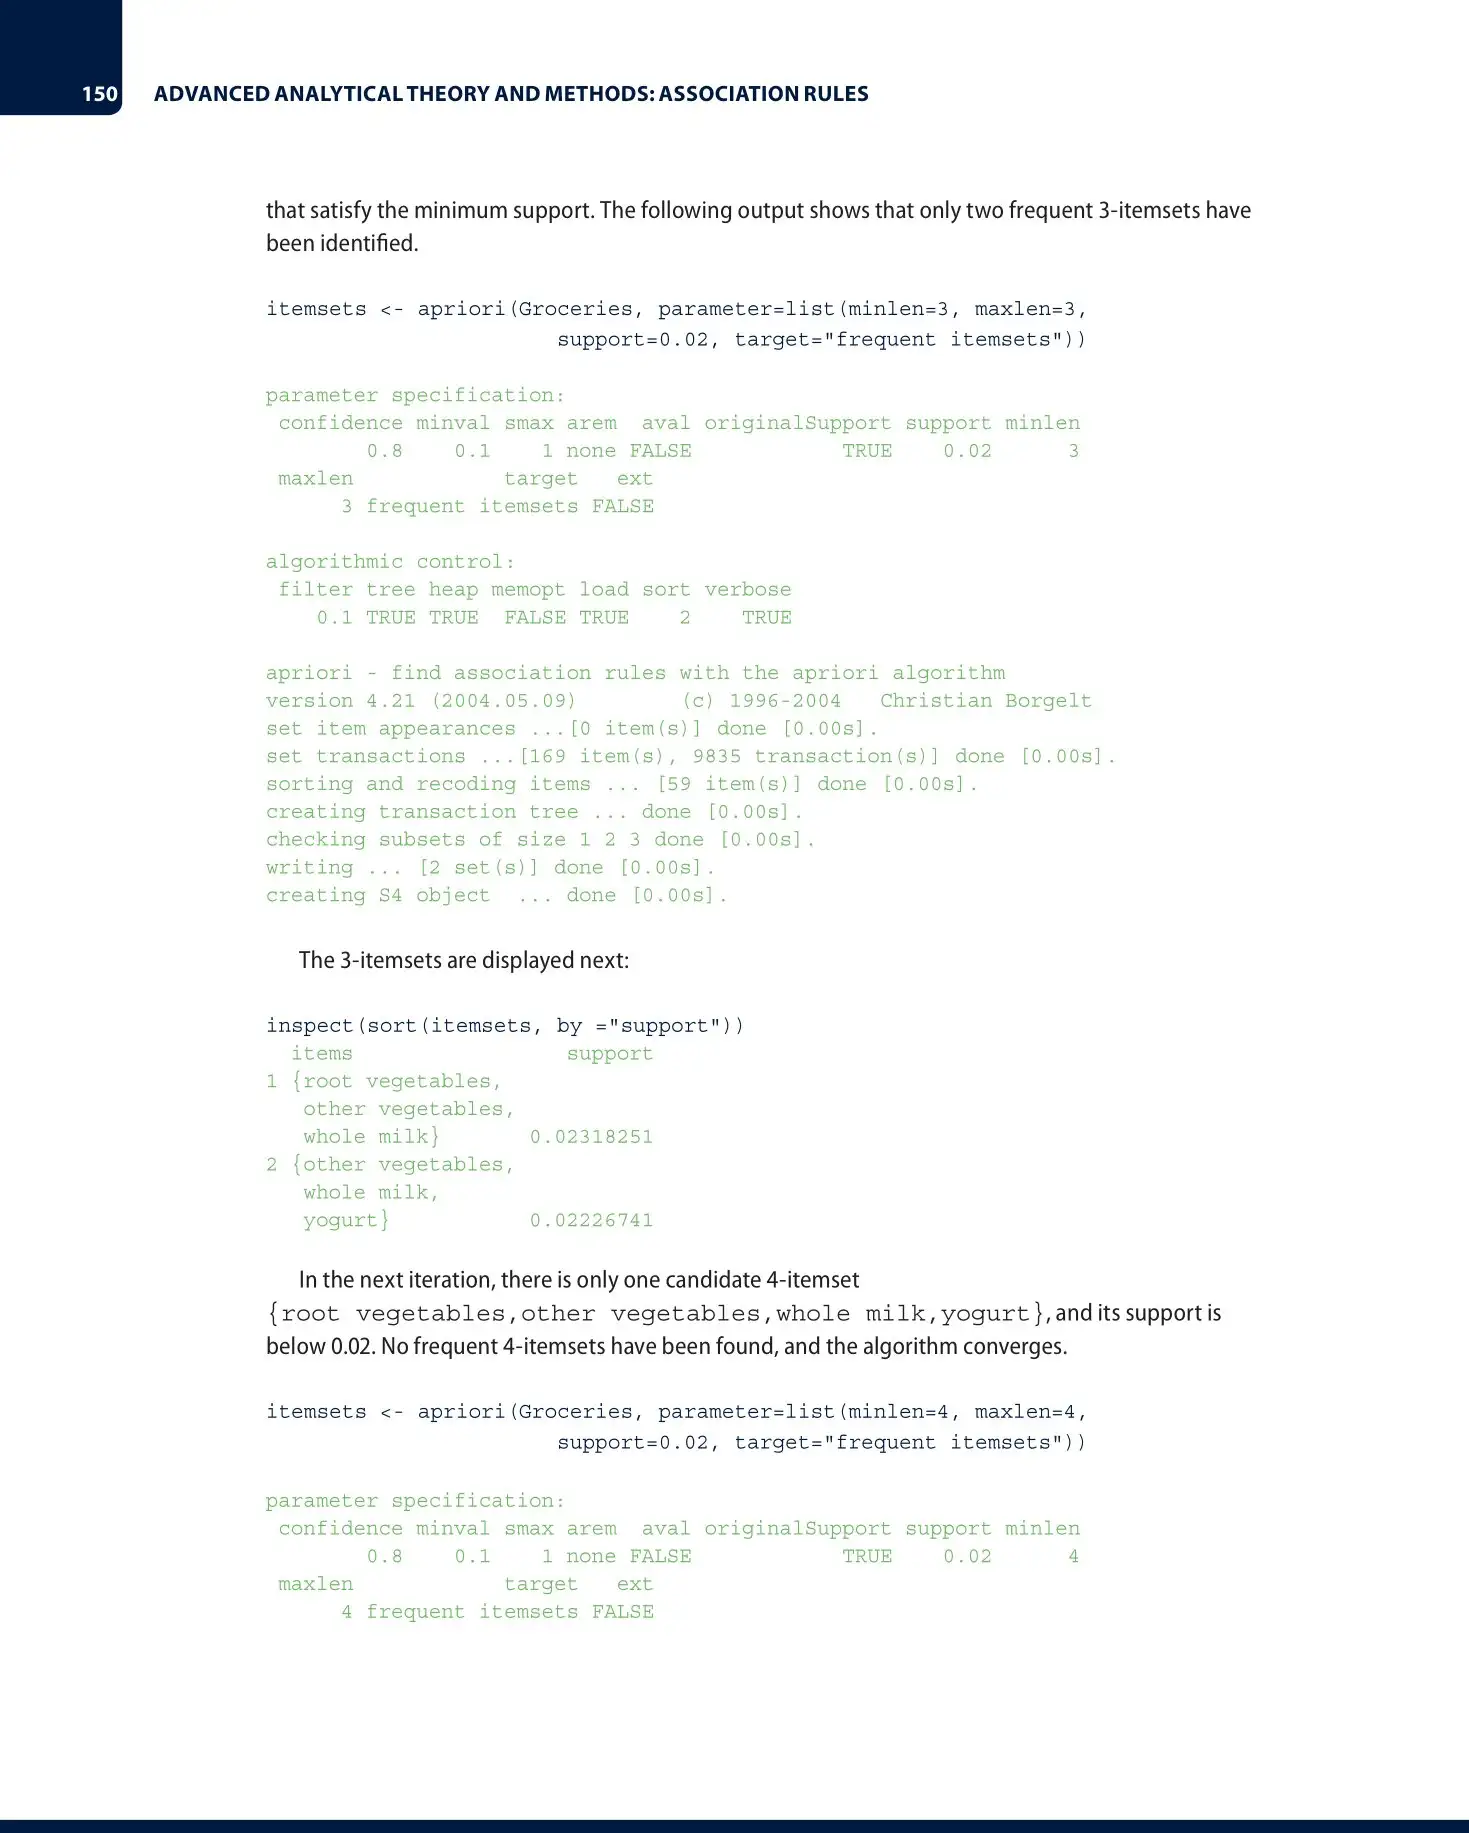 150 ADVANCED ANALYTICAL THEORY AND METHODS: ASSOCIATION RULES
that satisfy the minimum support. The following output shows that only two frequent 3-itemsets have
been identified.
itemsets <- apriori(Groceries, parameter=list(minlen=3, maxlen=3,
                       support=0.02, target="frequent itemsets"))
parameter specification:
 confidence minval smax arem  aval originalSupport support minlen
        0.8    0.1    1 none FALSE            TRUE    0.02      3
 maxlen            target   ext
      3 frequent itemsets FALSE
algorithmic control:
 filter tree heap memopt load sort verbose
    0.1 TRUE TRUE  FALSE TRUE    2    TRUE
apriori - find association rules with the apriori algorithm
version 4.21 (2004.05.09)        (c) 1996-2004   Christian Borgelt
set item appearances ...[0 item(s)] done [0.00s].
set transactions ...[169 item(s), 9835 transaction(s)] done [0.00s].
sorting and recoding items ... [59 item(s)] done [0.00s].
creating transaction tree ... done [0.00s].
checking subsets of size 1 2 3 done [0.00s].
writing ... [2 set(s)] done [0.00s].
creating S4 object  ... done [0.00s].
The 3-itemsets are displayed next:
inspect(sort(itemsets, by ="support"))
  items                 support
1 {root vegetables,
   other vegetables,
   whole milk}       0.02318251
2 {other vegetables,
   whole milk,
   yogurt}           0.02226741
In the next iteration, there is only one candidate 4-itemset
{root vegetables,other vegetables,whole milk,yogurt}, and its support is
below 0.02. No frequent 4-itemsets have been found, and the algorithm converges.
itemsets <- apriori(Groceries, parameter=list(minlen=4, maxlen=4,
                       support=0.02, target="frequent itemsets"))
parameter specification:
 confidence minval smax arem  aval originalSupport support minlen
        0.8    0.1    1 none FALSE            TRUE    0.02      4
 maxlen            target   ext
      4 frequent itemsets FALSE